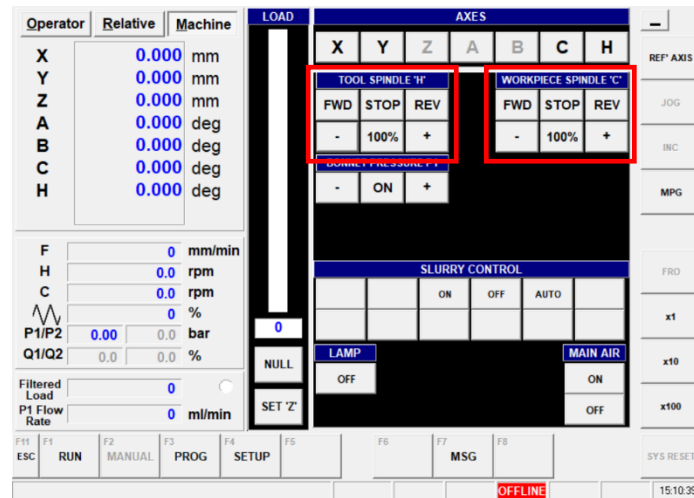 Operator Relative Machine LOAD AXES
X 0.000 mm X Y Z A B C H REF' AXIS
Y 0.000 mm TOOL SPINDLE 'H' WORKPIECE SPINDLE 'C'
Z 0.000 mm FWD STOP REV FWD STOP REV JOG
A 0.000 deg - 100% + - 100% + INC
B 0.000 deg
C 0.000 deg BONNET PRESSURE P1
H 0.000 deg - ON + MPG
F 0 mm/min
H 0.0 rpm SLURRY CONTROL FRO
C 0.0 rpm ON OFF AUTO
0 % x1
P1/P2 0.00 0.0 bar 0
Q1/Q2 0.0 0.0 % NULL LAMP MAIN AIR x10
Filtered Load 0 OFF ON
P1 Flow Rate 0 ml/min SET 'Z' OFF x100
F11 F1 F2 F3 F4 F5 F6 F7 F8
ESC RUN MANUAL PROG SETUP MSG SYS RESET
OFFLINE 15:10:39